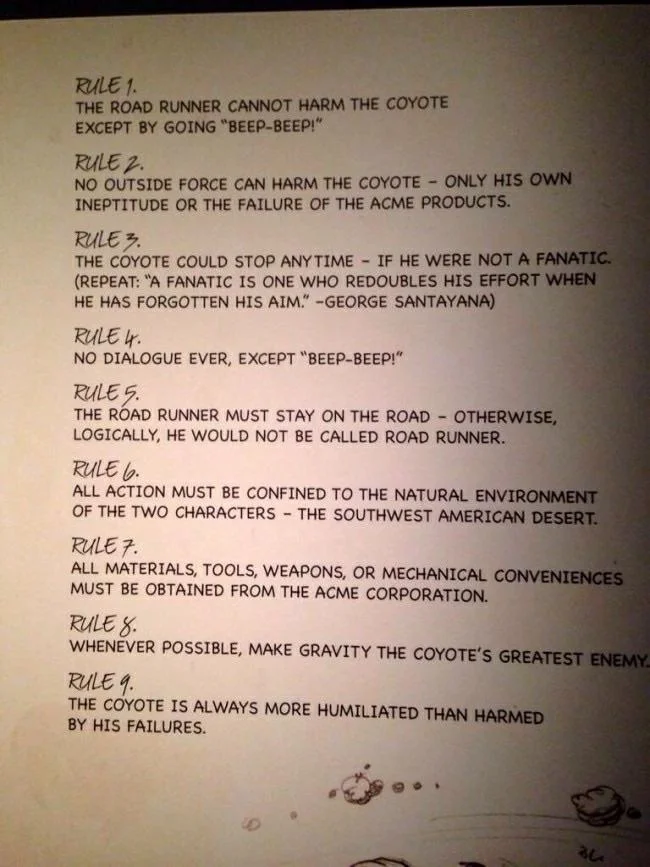 RULE 1.
THE ROAD RUNNER CANNOT HARM THE COYOTE
EXCEPT BY GOING "BEEP-BEEP!"
RULE 2.
NO OUTSIDE FORCE CAN HARM THE COYOTE – ONLY HIS OWN
INEPTITUDE OR THE FAILURE OF THE ACME PRODUCTS.
RULE 3.
THE COYOTE COULD STOP ANYTIME – IF HE WERE NOT A FANATIC.
(REPEAT: "A FANATIC IS ONE WHO REDOUBLES HIS EFFORT WHEN
HE HAS FORGOTTEN HIS AIM." –GEORGE SANTAYANA)
RULE 4.
NO DIALOGUE EVER, EXCEPT "BEEP-BEEP!"
RULE 5.
THE ROAD RUNNER MUST STAY ON THE ROAD – OTHERWISE,
LOGICALLY, HE WOULD NOT BE CALLED ROAD RUNNER.
RULE 6.
ALL ACTION MUST BE CONFINED TO THE NATURAL ENVIRONMENT
OF THE TWO CHARACTERS – THE SOUTHWEST AMERICAN DESERT.
RULE 7.
ALL MATERIALS, TOOLS, WEAPONS, OR MECHANICAL CONVENIENCES
MUST BE OBTAINED FROM THE ACME CORPORATION.
RULE 8.
WHENEVER POSSIBLE, MAKE GRAVITY THE COYOTE'S GREATEST ENEMY.
RULE 9.
THE COYOTE IS ALWAYS MORE HUMILIATED THAN HARMED
BY HIS FAILURES.